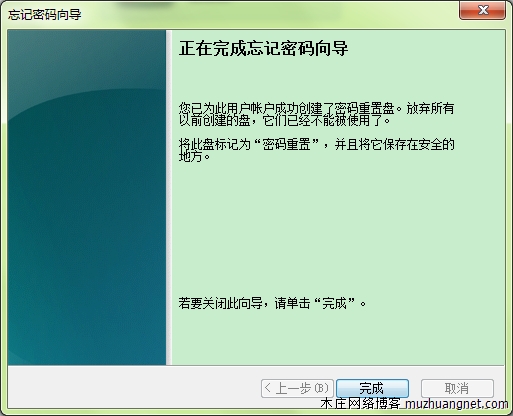 忘记密码向导
正在完成忘记密码向导
您已为此用户帐户成功创建了密码重置盘。放弃所有
以前创建的盘，它们已经不能被使用了。
将此盘标记为“密码重置”，并且将它保存在安全的
地方。
若要关闭此向导，请单击“完成”。
< 上一步(B)
完成
取消
木庄网络博客 muzhuangnet.com